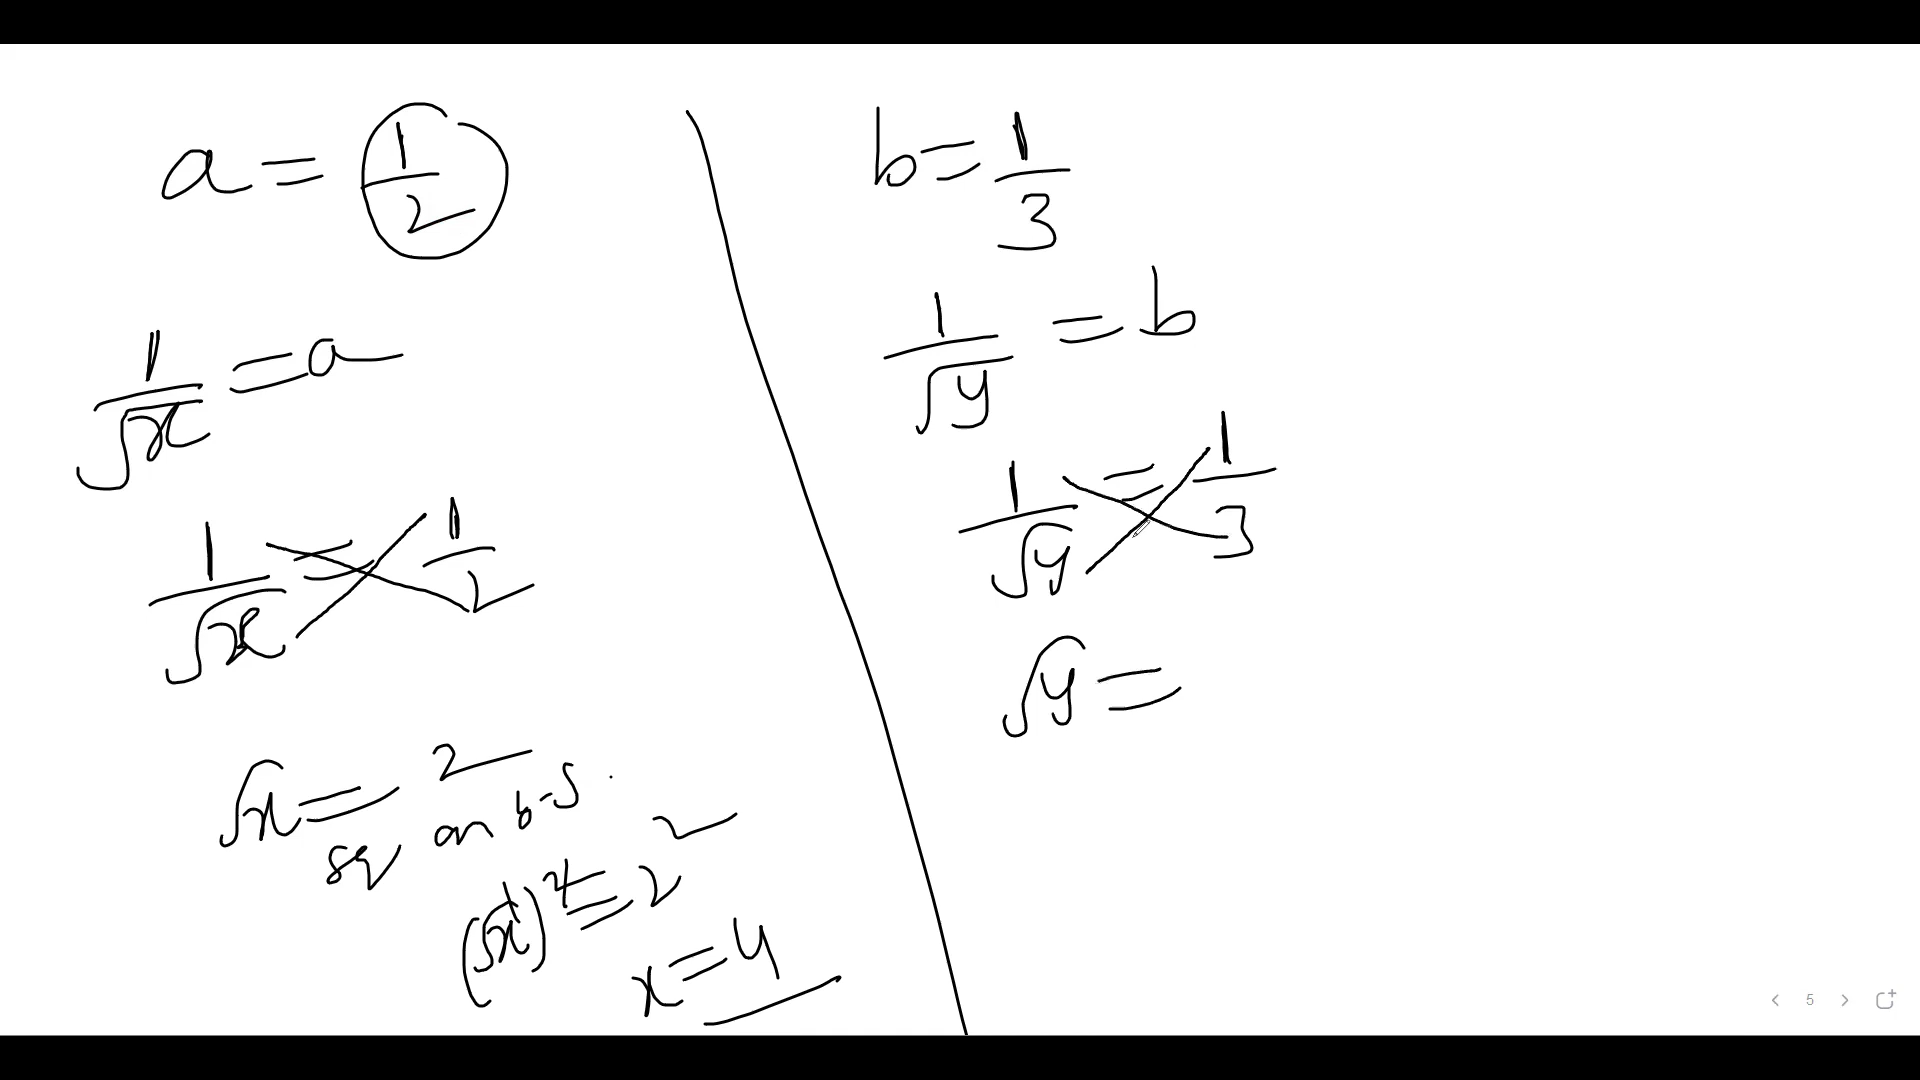 a = 1/2
1/√x = a
1/√x = 1/2
√x = 2
sq on b-s.
(√x)² = 2²
x = 4
b = 1/3
1/√y = b
1/√y = 1/3
√y =
5